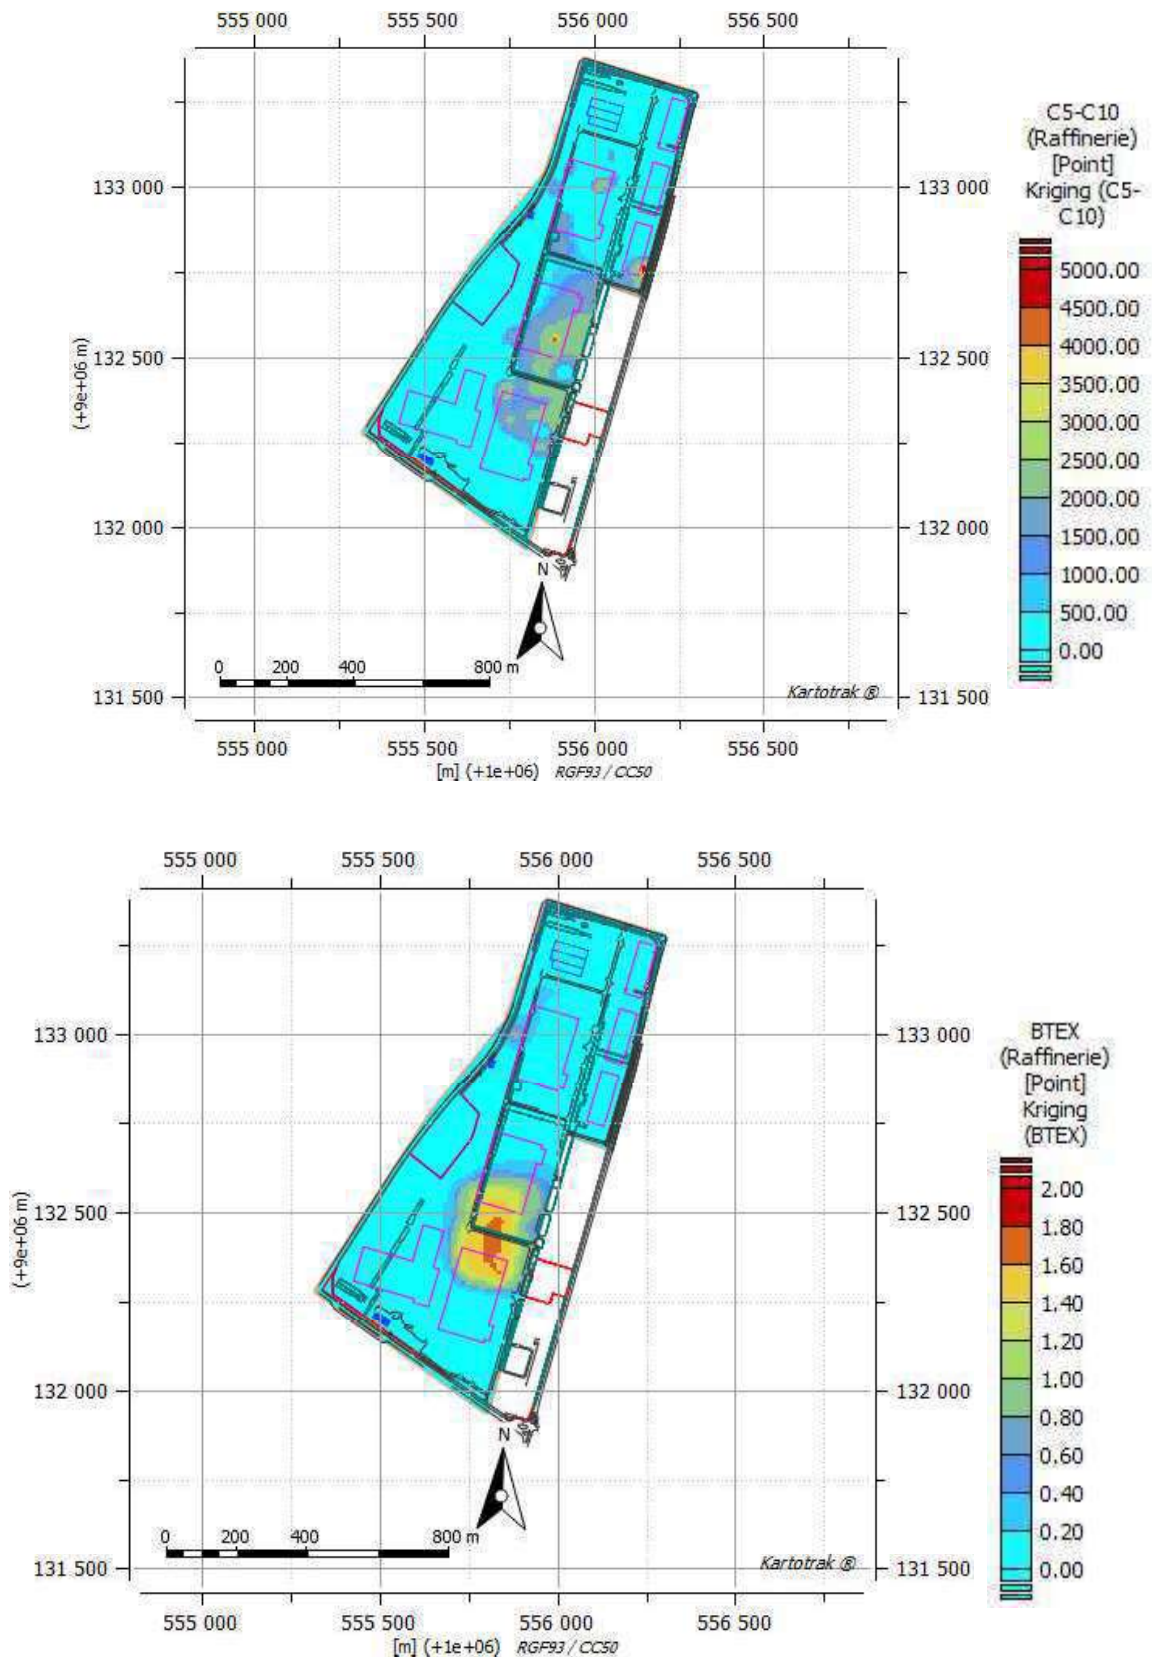 555 000 555 500 556 000 556 500
C5-C10
(Raffinerie)
[Point]
Kriging (C5-
C10)
133 000 133 000
5000.00
4500.00
4000.00
3500.00
3000.00
2500.00
2000.00
1500.00
1000.00
500.00
0.00
(+9e+06 m)
132 500 132 500
132 000 132 000
N
0 200 400 800 m
Kartotrak ®
131 500 131 500
555 000 555 500 556 000 556 500
[m] (+1e+06) RGF93 / CC50
555 000 555 500 556 000 556 500
BTEX
(Raffinerie)
[Point]
Kriging
(BTEX)
133 000 133 000
2.00
1.80
1.60
1.40
1.20
1.00
0.80
0.60
0.40
0.20
0.00
(+9e+06 m)
132 500 132 500
132 000 132 000
N
0 200 400 800 m
Kartotrak ®
131 500 131 500
555 000 555 500 556 000 556 500
[m] (+1e+06) RGF93 / CC50